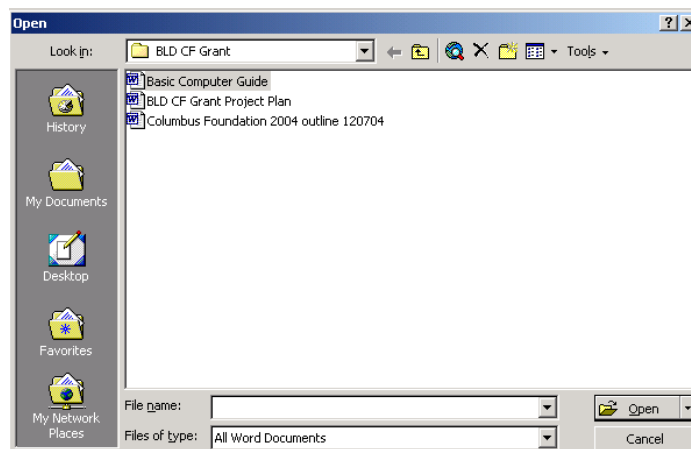 Open
Look in: BLD CF Grant Tools
Basic Computer Guide
BLD CF Grant Project Plan
Columbus Foundation 2004 outline 120704
History
My Documents
Desktop
Favorites
My Network
Places
File name: Open
Files of type: All Word Documents Cancel